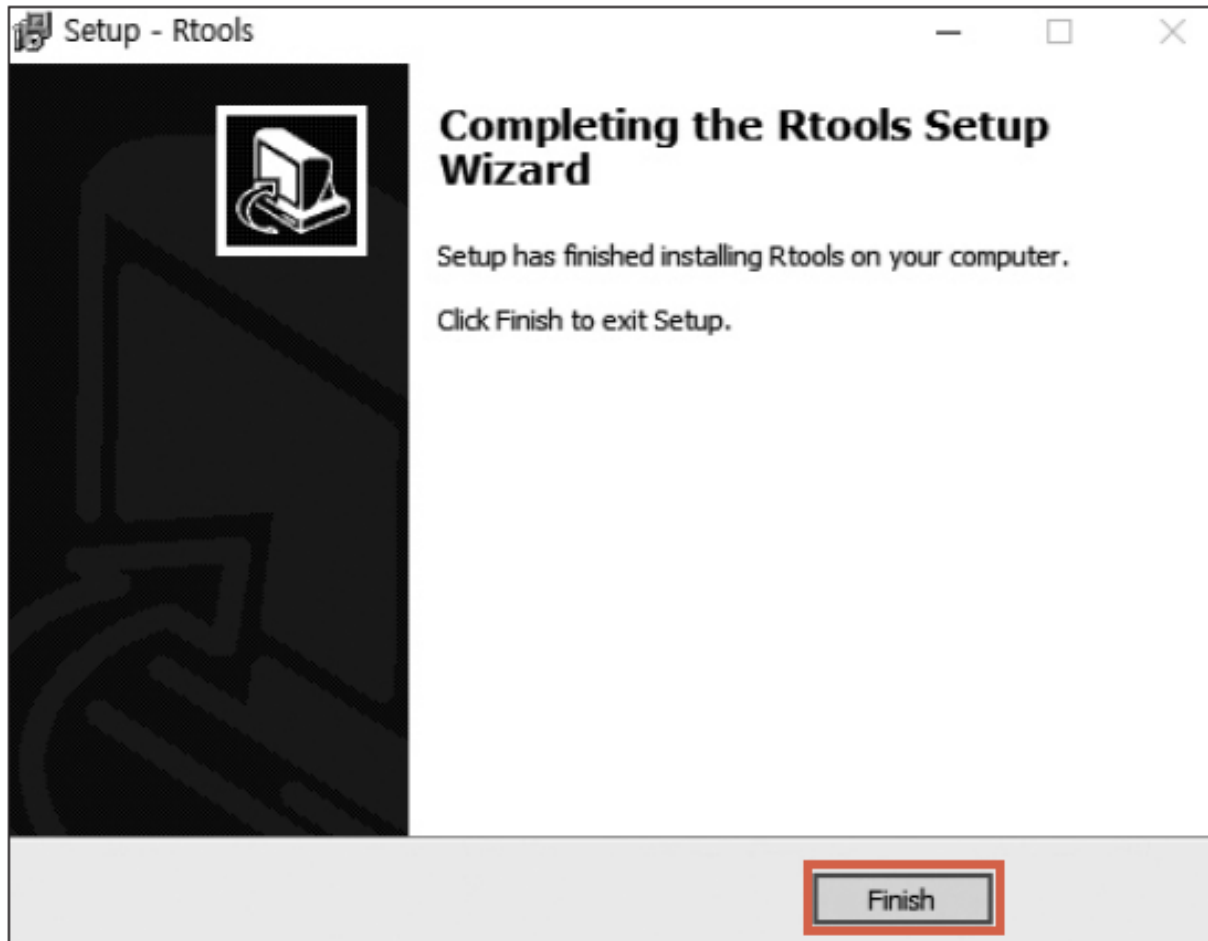 Setup - Rtools
Completing the Rtools Setup
Wizard
Setup has finished installing Rtools on your computer.
Click Finish to exit Setup.
Finish